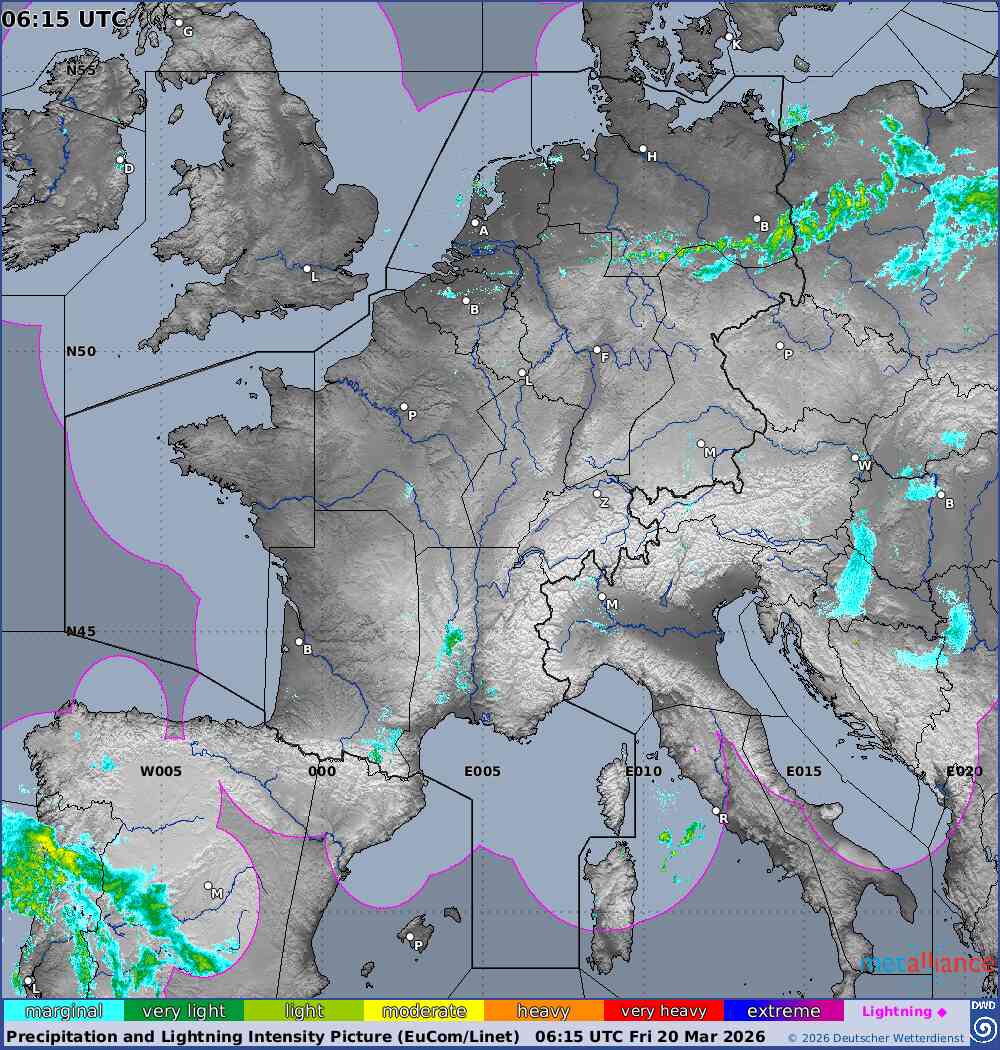 06:15 UTC
G
K
N55
D
H
A
B
L
B
N50
F
P
L
P
M
W
Z
B
M
N45
B
W005
000
E005
E010
E015
E020
R
M
P
L
metalliance
marginal
very light
light
moderate
heavy
very heavy
extreme
Lightning ◆
DWD
Precipitation and Lightning Intensity Picture (EuCom/Linet) 06:15 UTC Fri 20 Mar 2026 © 2026 Deutscher Wetterdienst